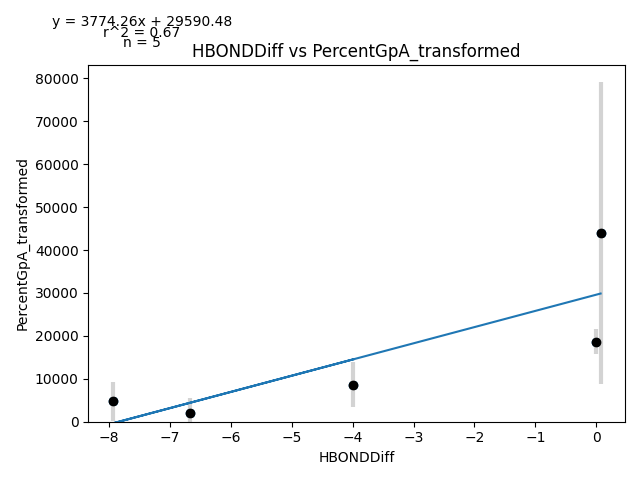 y = 3774.26x + 29590.48
r^2 = 0.67
n = 5
HBONDDiff vs PercentGpA_transformed
PercentGpA_transformed
80000
70000
60000
50000
40000
30000
20000
10000
0
−8 −7 −6 −5 −4 −3 −2 −1 0
HBONDDiff